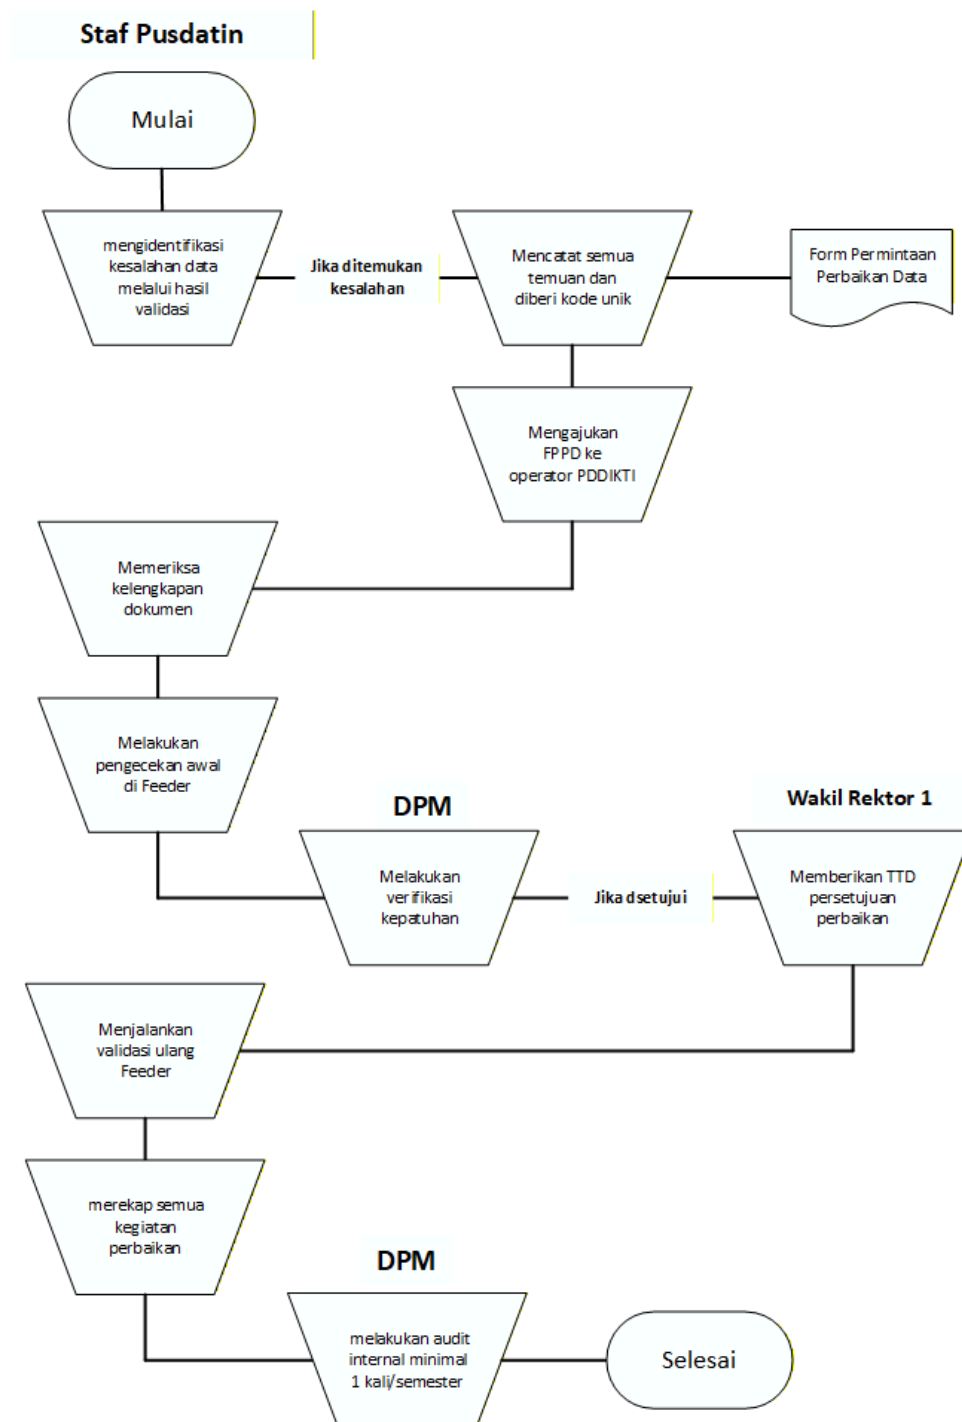 Staf Pusdatin
Mulai
mengidentifikasi
kesalahan data
melalui hasil
validasi
Jika ditemukan
kesalahan
Mencatat semua
temuan dan
diberi kode unik
Form Permintaan
Perbaikan Data
Mengajukan
FPPD ke
operator PDDIKTI
Memeriksa
kelengkapan
dokumen
Melakukan
pengecekan awal
di Feeder
DPM
Melakukan
verifikasi
kepatuhan
Jika dsetujui
Wakil Rektor 1
Memberikan TTD
persetujuan
perbaikan
Menjalankan
validasi ulang
Feeder
merekap semua
kegiatan
perbaikan
DPM
melakukan audit
internal minimal
1 kali/semester
Selesai